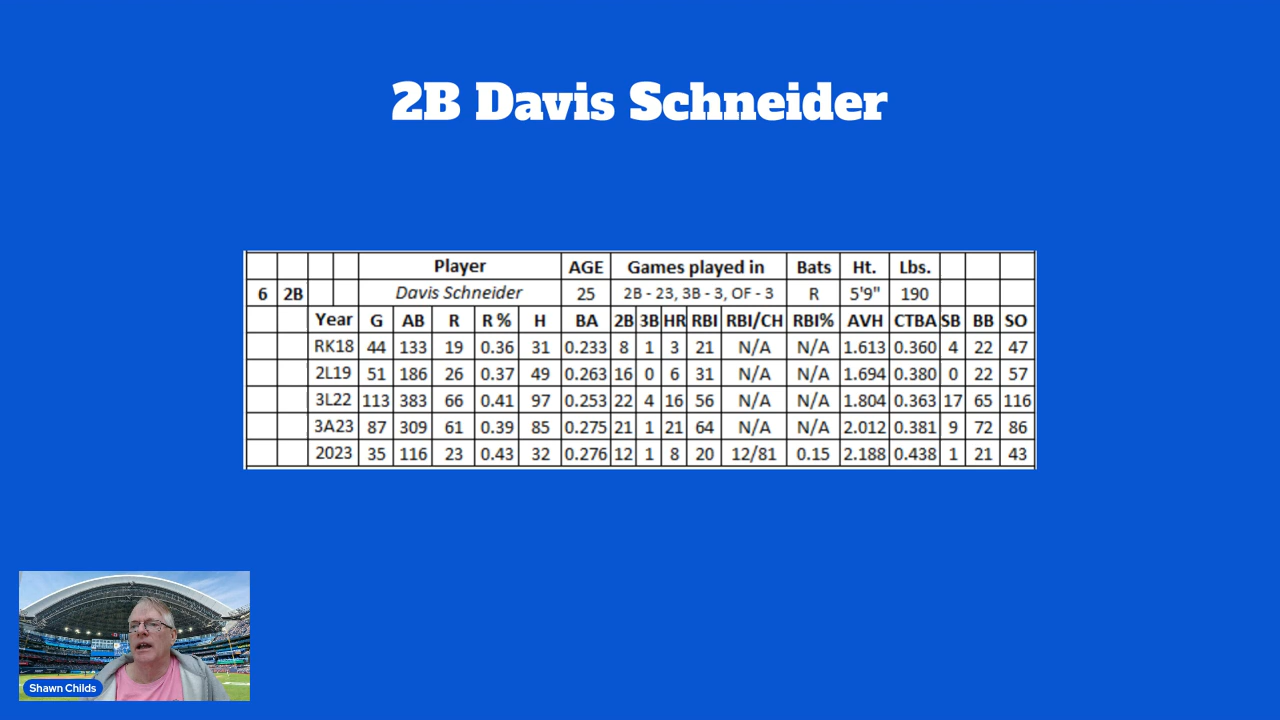 2B Davis Schneider
Player AGE Games played in Bats Ht. Lbs.
6 2B Davis Schneider 25 2B - 23, 3B - 3, OF - 3 R 5'9" 190
Year G AB R R % H BA 2B 3B HR RBI RBI/CH RBI% AVH CTBA SB BB SO
RK18 44 133 19 0.36 31 0.233 8 1 3 21 N/A N/A 1.613 0.360 4 22 47
2L19 51 186 26 0.37 49 0.263 16 0 6 31 N/A N/A 1.694 0.380 0 22 57
3L22 113 383 66 0.41 97 0.253 22 4 16 56 N/A N/A 1.804 0.363 17 65 116
3A23 87 309 61 0.39 85 0.275 21 1 21 64 N/A N/A 2.012 0.381 9 72 86
2023 35 116 23 0.43 32 0.276 12 1 8 20 12/81 0.15 2.188 0.438 1 21 43
Shawn Childs